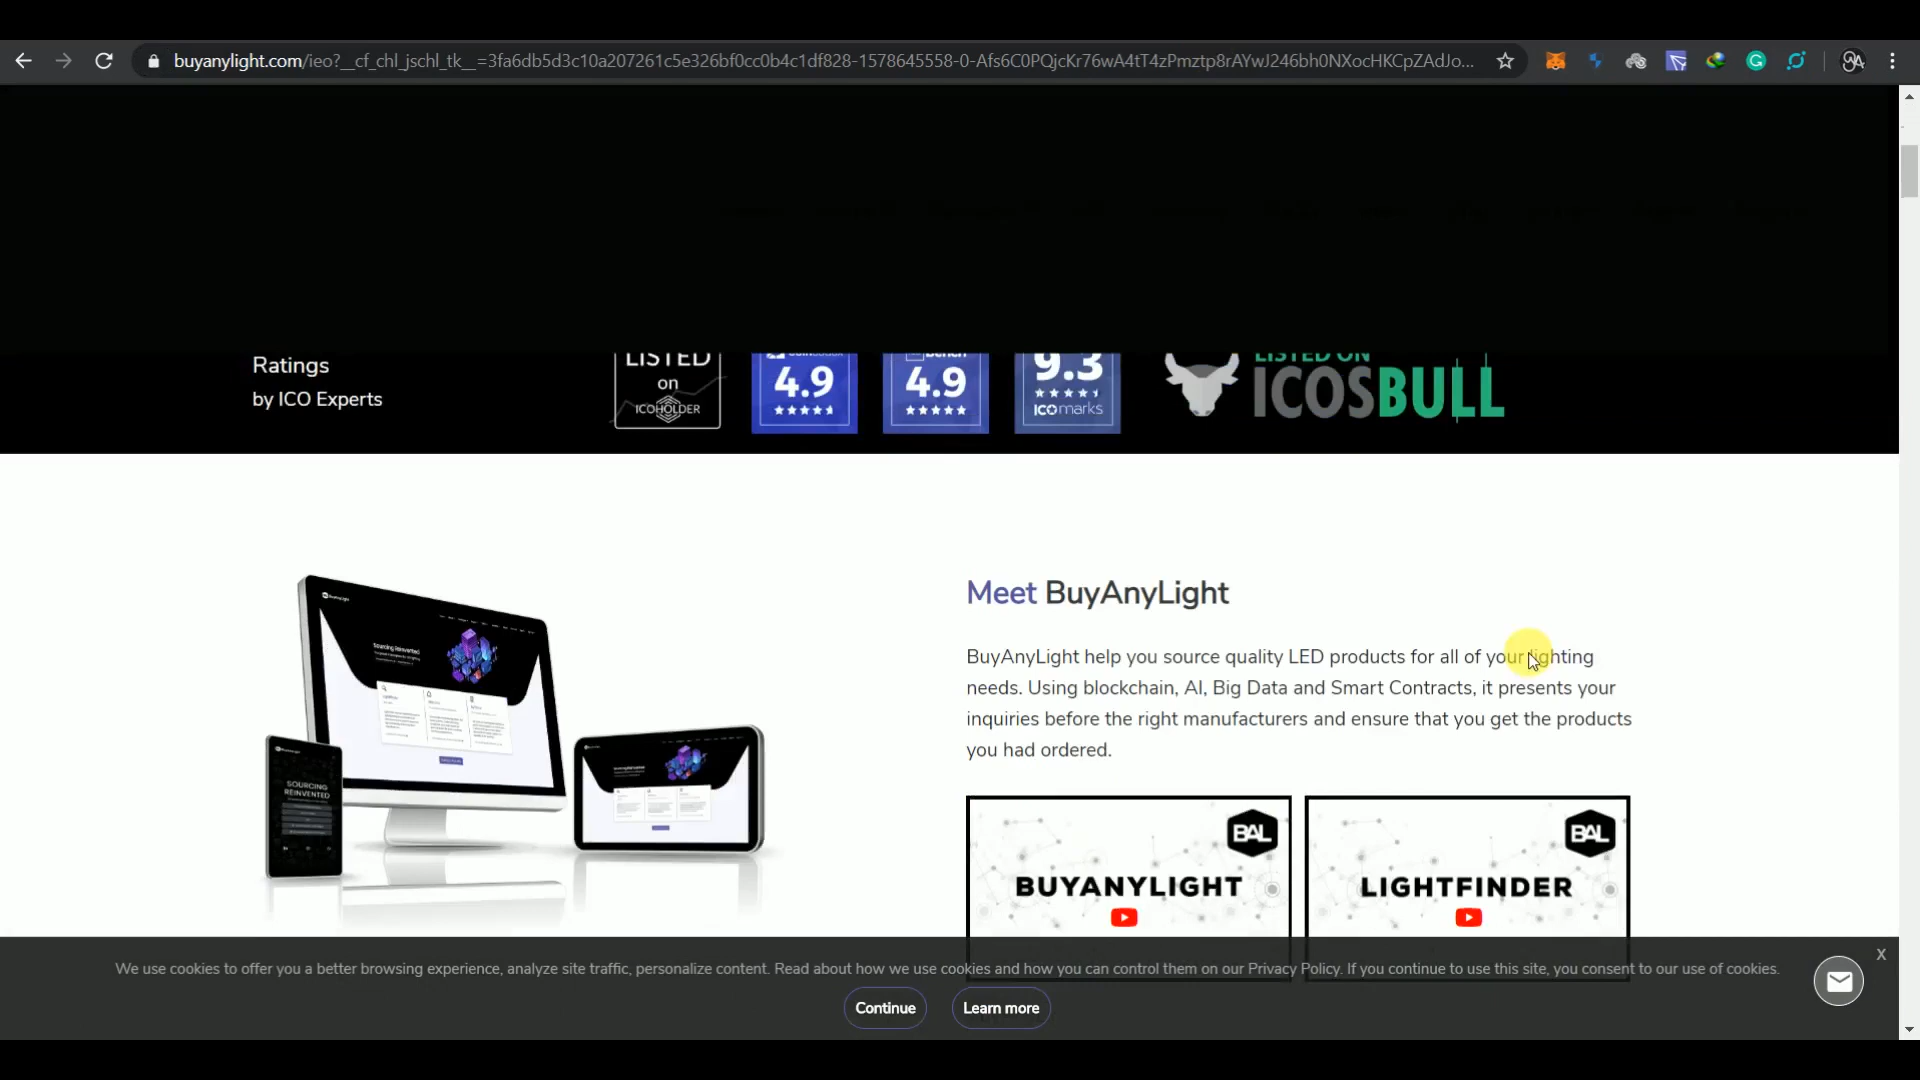 buyanylight.com/ieo?__cf_chl_jschl_tk__=3fa6db5d3c10a207261c5e326bf0cc0b4c1df828-1578645558-0-Afs6C0PQjcKr76wA4tT4zPmztp8rAYwJ246bh0NXocHKCpZAdJo...
Ratings
by ICO Experts
LISTED
on
ICOHOLDER
4.9
4.9
9.3
ICOmarks
LISTED ON
ICOSBULL
Meet BuyAnyLight
BuyAnyLight help you source quality LED products for all of your lighting
needs. Using blockchain, AI, Big Data and Smart Contracts, it presents your
inquiries before the right manufacturers and ensure that you get the products
you had ordered.
SOURCING
REINVENTED
Sourcing Reinvented
BAL
BUYANYLIGHT
BAL
LIGHTFINDER
We use cookies to offer you a better browsing experience, analyze site traffic, personalize content. Read about how we use cookies and how you can control them on our Privacy Policy. If you continue to use this site, you consent to our use of cookies.
X
Continue
Learn more